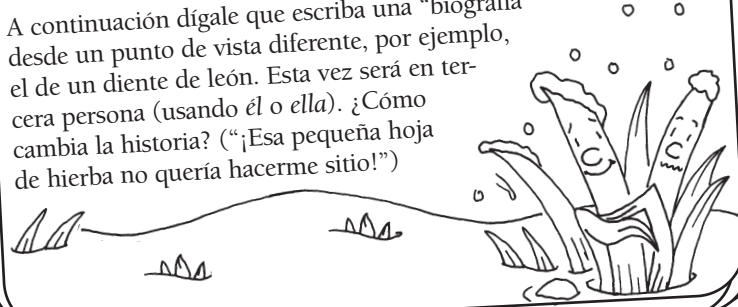 A continuación dígale que escriba una “biografía
desde un punto de vista diferente, por ejemplo,
el de un diente de león. Esta vez será en ter-
cera persona (usando él o ella). ¿Cómo
cambia la historia? (“¡Esa pequeña hoja
de hierba no quería hacerme sitio!”)